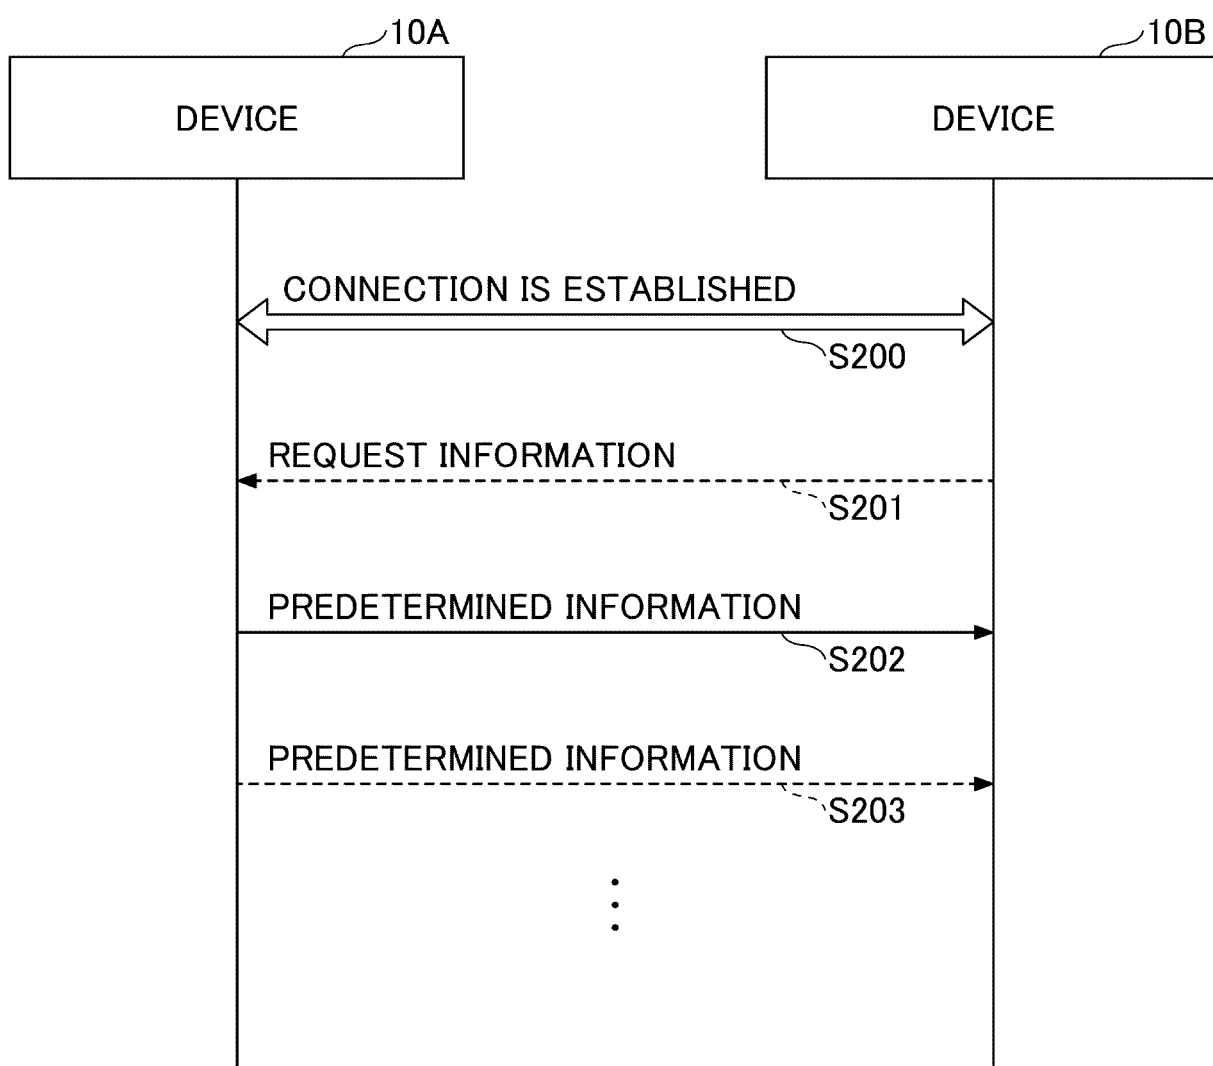 10A
10B
DEVICE
DEVICE
CONNECTION IS ESTABLISHED
S200
REQUEST INFORMATION
S201
PREDETERMINED INFORMATION
S202
PREDETERMINED INFORMATION
S203